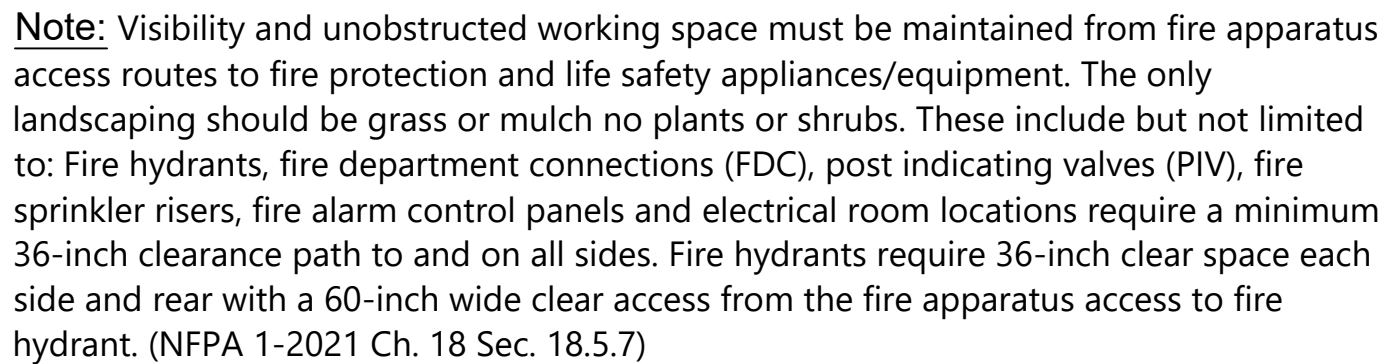 Note: Visibility and unobstructed working space must be maintained from fire apparatus
access routes to fire protection and life safety appliances/equipment. The only
landscaping should be grass or mulch no plants or shrubs. These include but not limited
to: Fire hydrants, fire department connections (FDC), post indicating valves (PIV), fire
sprinkler risers, fire alarm control panels and electrical room locations require a minimum
36-inch clearance path to and on all sides. Fire hydrants require 36-inch clear space each
side and rear with a 60-inch wide clear access from the fire apparatus access to fire
hydrant. (NFPA 1-2021 Ch. 18 Sec. 18.5.7)